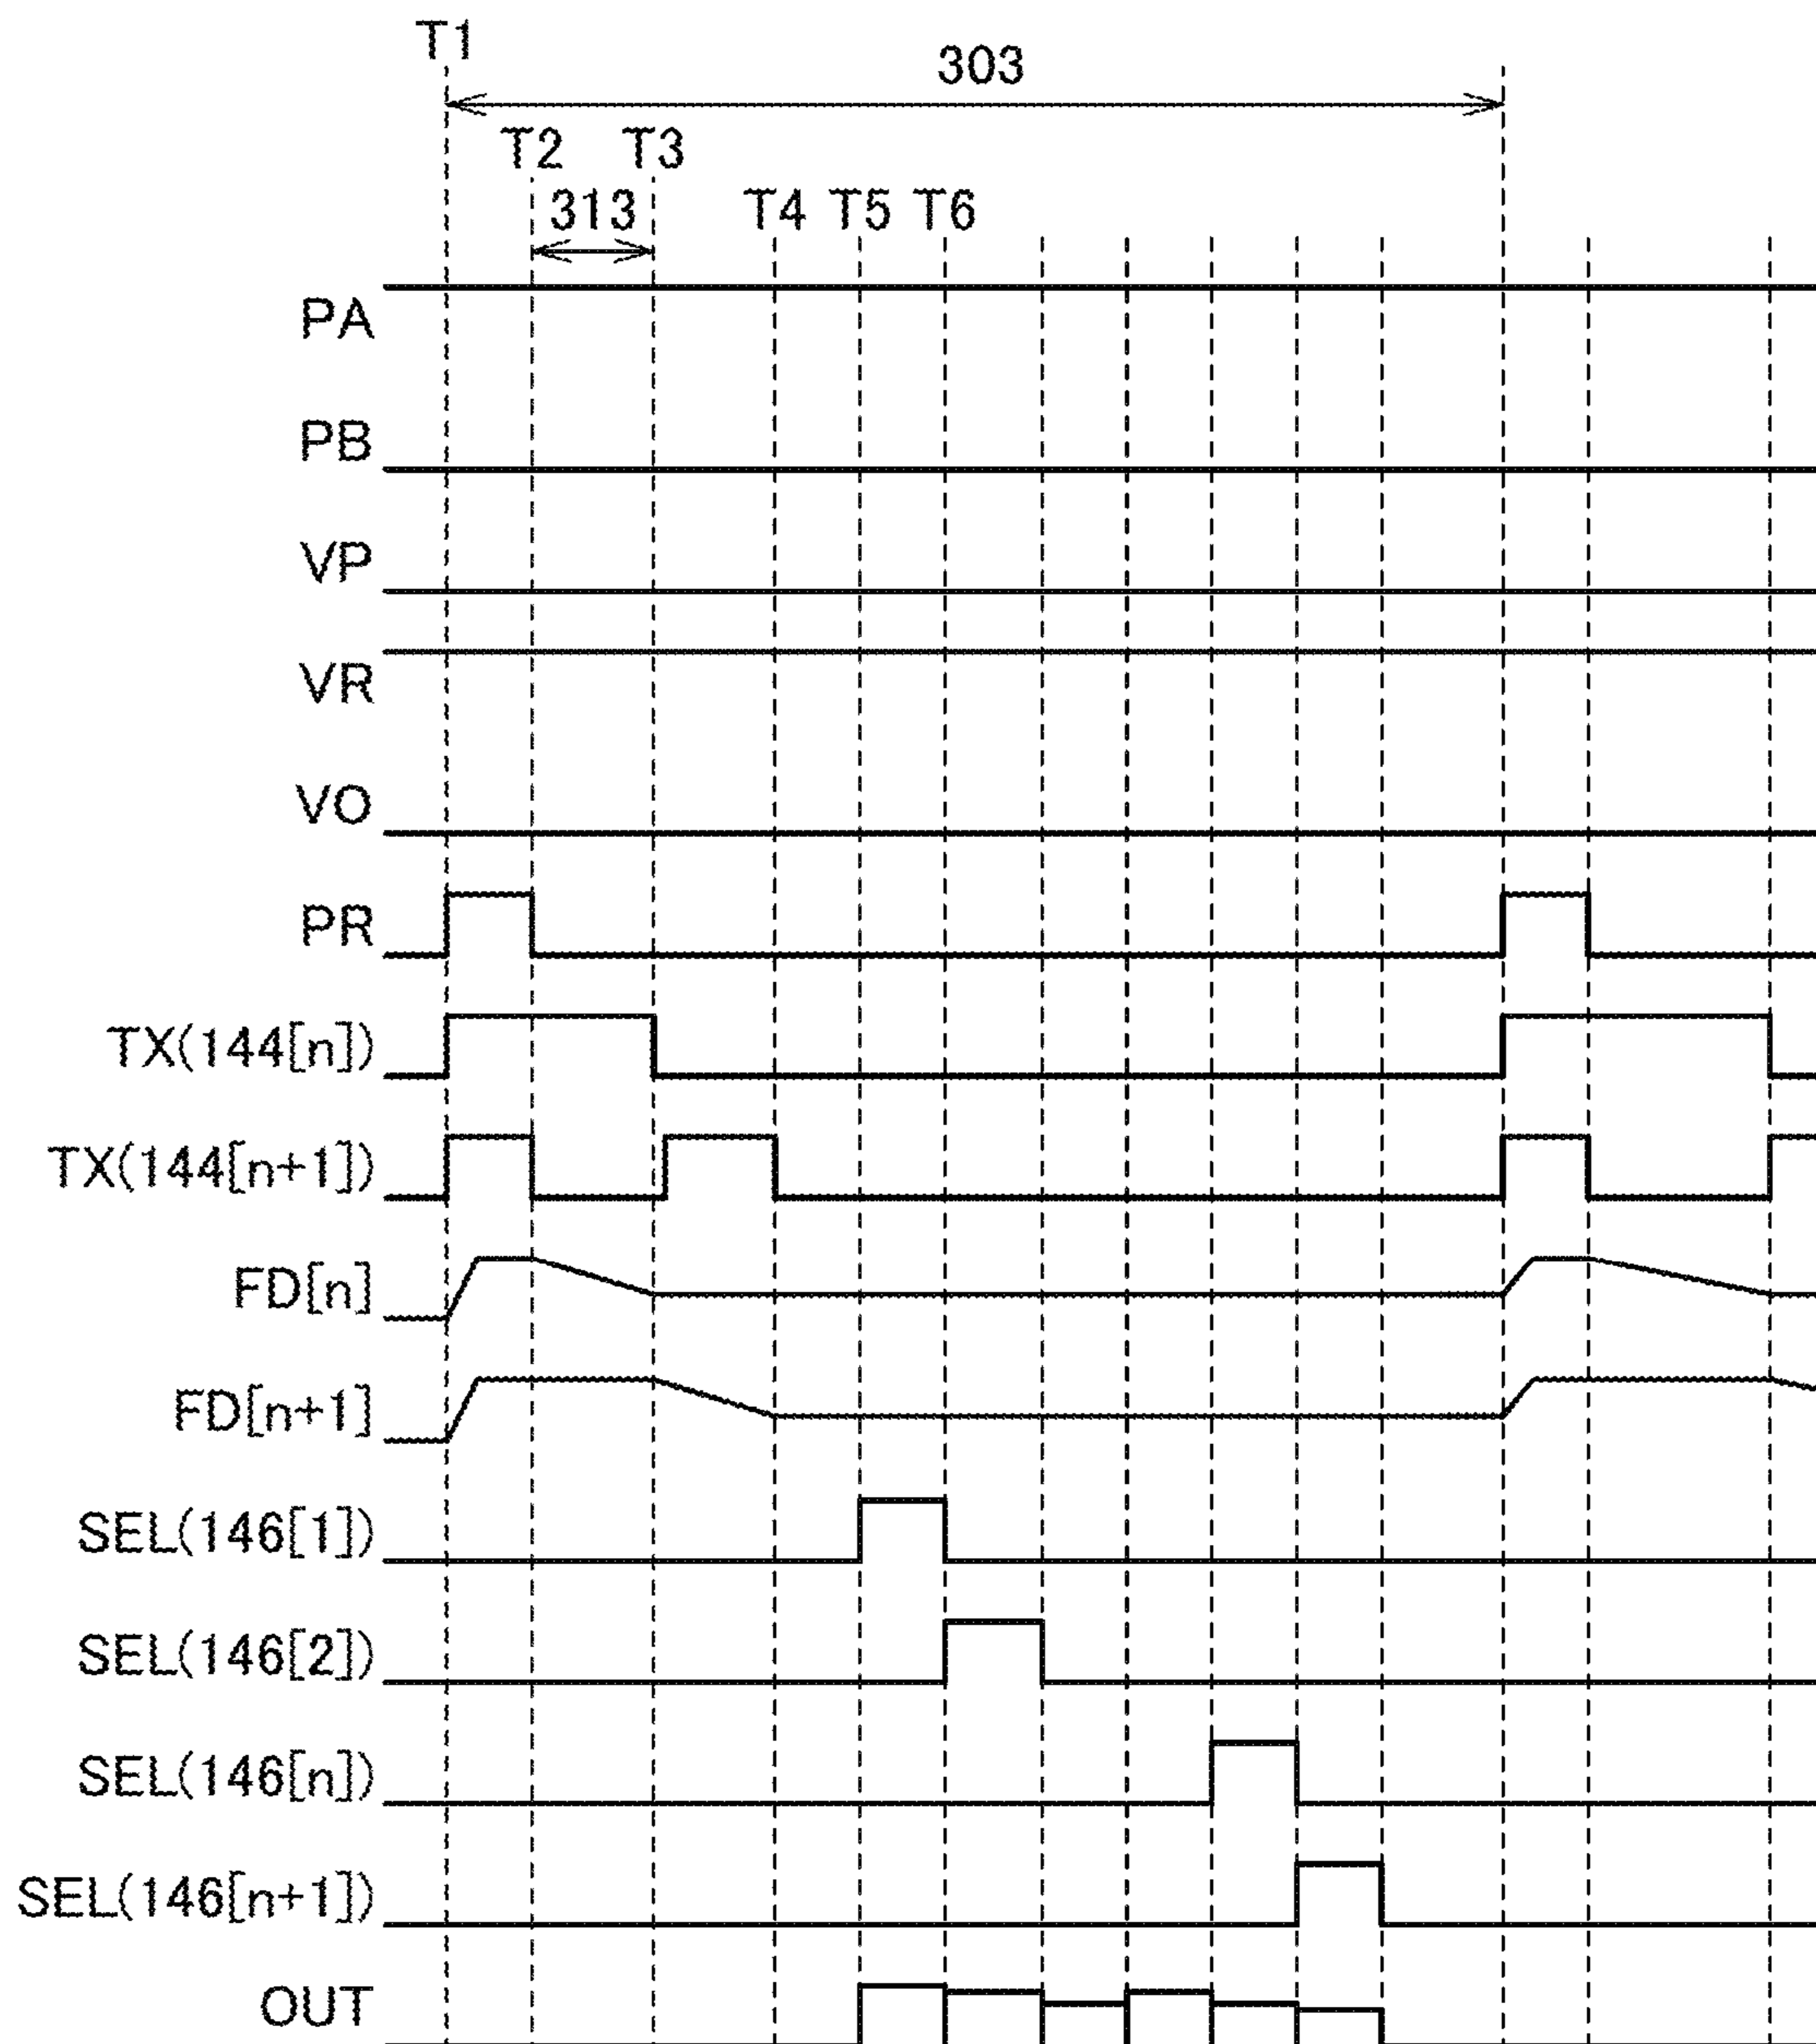 T1
303
T2 T3
313 T4 T5 T6
PA
PB
VP
VR
VO
PR
TX(144[n])
TX(144[n+1])
FD[n]
FD[n+1]
SEL(146[1])
SEL(146[2])
SEL(146[n])
SEL(146[n+1])
OUT